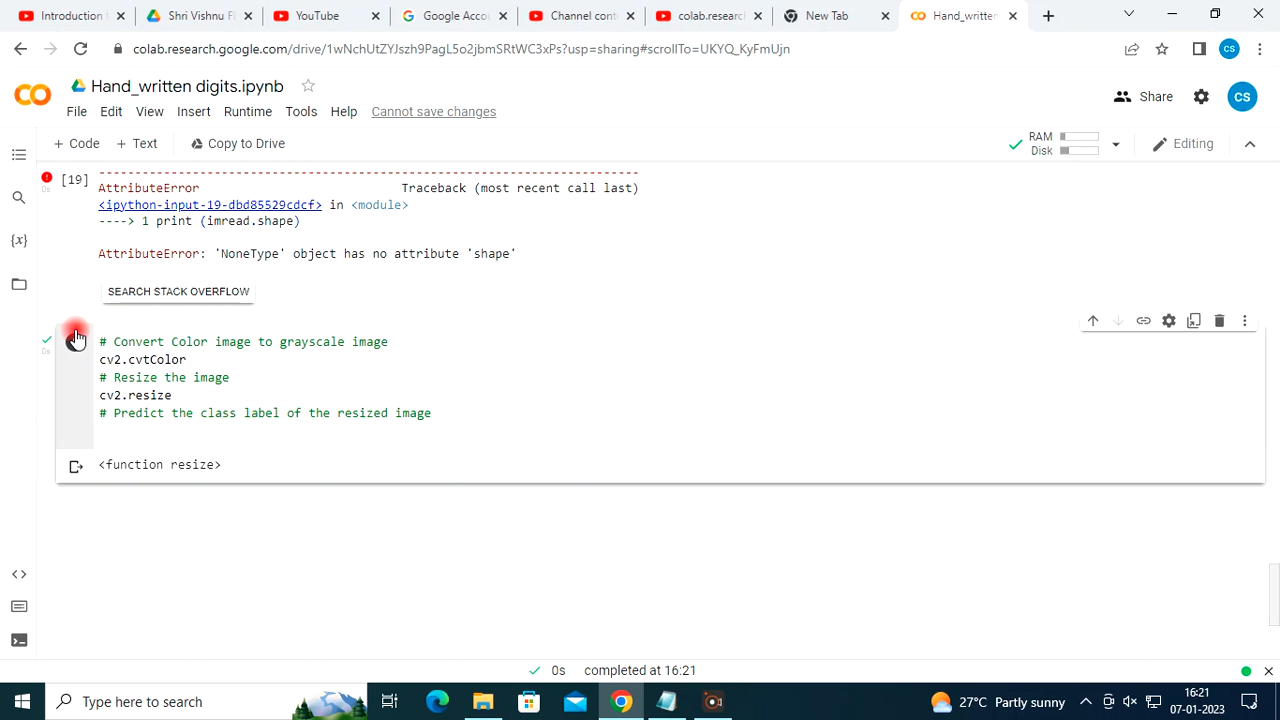 Introduction
Shri Vishnu Fl
YouTube
Google Accou
Channel cont
colab.researc
New Tab
Hand_written
colab.research.google.com/drive/1wNchUtZYJszh9PagL5o2jbmSRtWC3xPs?usp=sharing#scrollTo=UKYQ_KyFmUjn
CS
Hand_written digits.ipynb
File Edit View Insert Runtime Tools Help Cannot save changes
Share
CS
+ Code + Text Copy to Drive
RAM
Disk
Editing
[19]
0s
---------------------------------------------------------------------------
AttributeError Traceback (most recent call last)
<ipython-input-19-dbd85529cdcf> in <module>
----> 1 print (imread.shape)
AttributeError: 'NoneType' object has no attribute 'shape'
SEARCH STACK OVERFLOW
0s
# Convert Color image to grayscale image
cv2.cvtColor
# Resize the image
cv2.resize
# Predict the class label of the resized image
<function resize>
{x}
0s completed at 16:21
Type here to search
27°C Partly sunny
16:21
07-01-2023